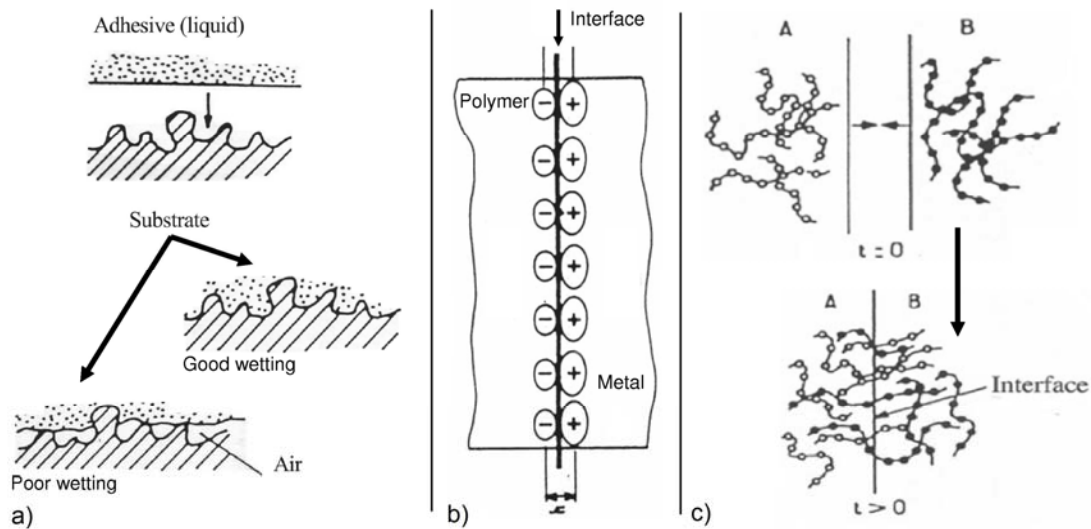 Adhesive (liquid)
Substrate
Good wetting
Air
Poor wetting
a)
Interface
Polymer
− +
− +
− +
− +
− +
− +
− +
Metal
b)
A B
t = 0
A B
Interface
t > 0
c)